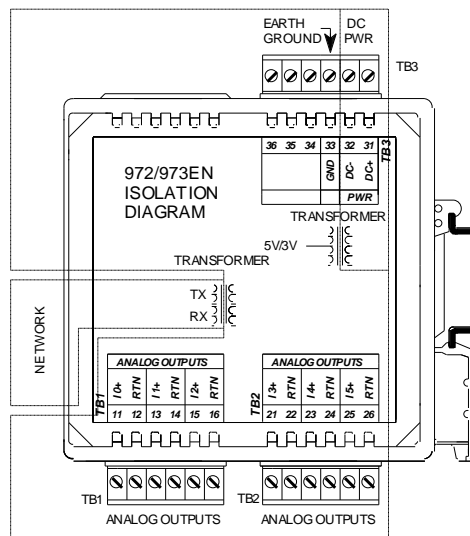 EARTH GROUND
DC PWR
TB3
36 35 34 33 32 31
GND DC- DC+
PWR
TB3
972/973EN
ISOLATION
DIAGRAM
TRANSFORMER
5V/3V
TRANSFORMER
TX
RX
NETWORK
ANALOG OUTPUTS
I0+ RTN I1+ RTN I2+ RTN
11 12 13 14 15 16
TB1
ANALOG OUTPUTS
I3+ RTN I4+ RTN I5+ RTN
21 22 23 24 25 26
TB2
TB1
TB2
ANALOG OUTPUTS
ANALOG OUTPUTS